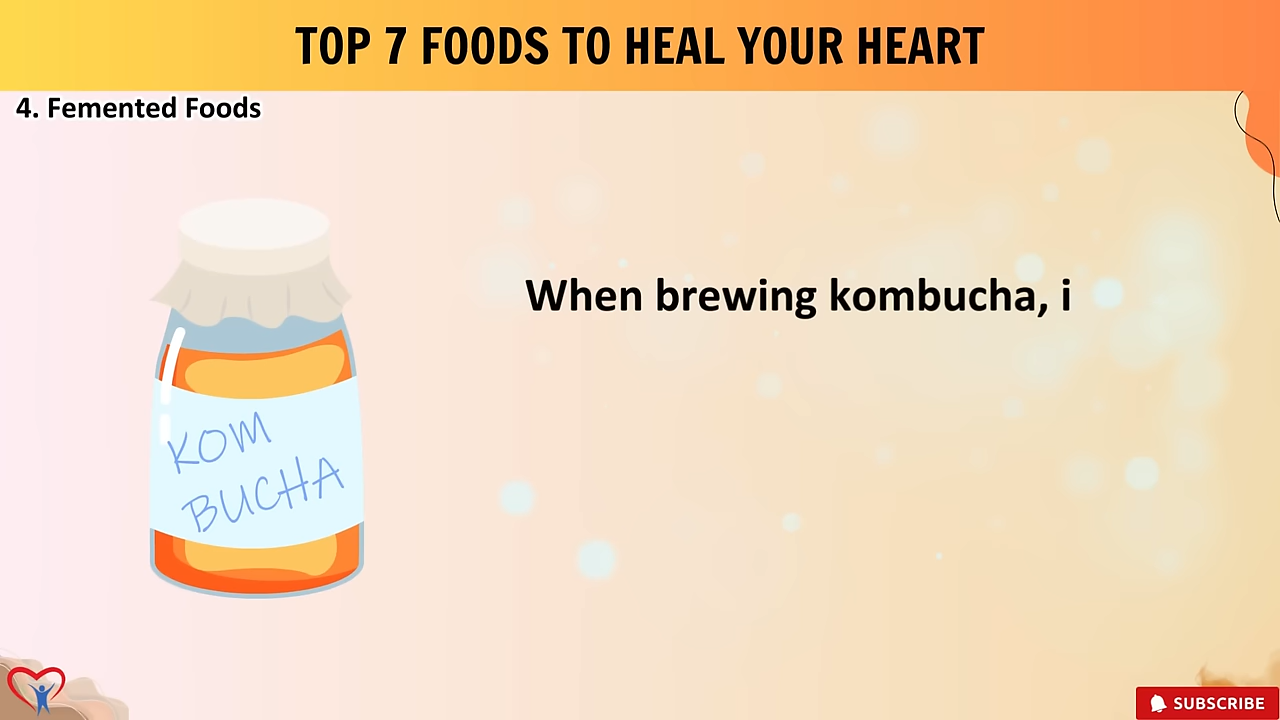 TOP 7 FOODS TO HEAL YOUR HEART
4. Femented Foods
When brewing kombucha, i
KOM
BUCHA
SUBSCRIBE